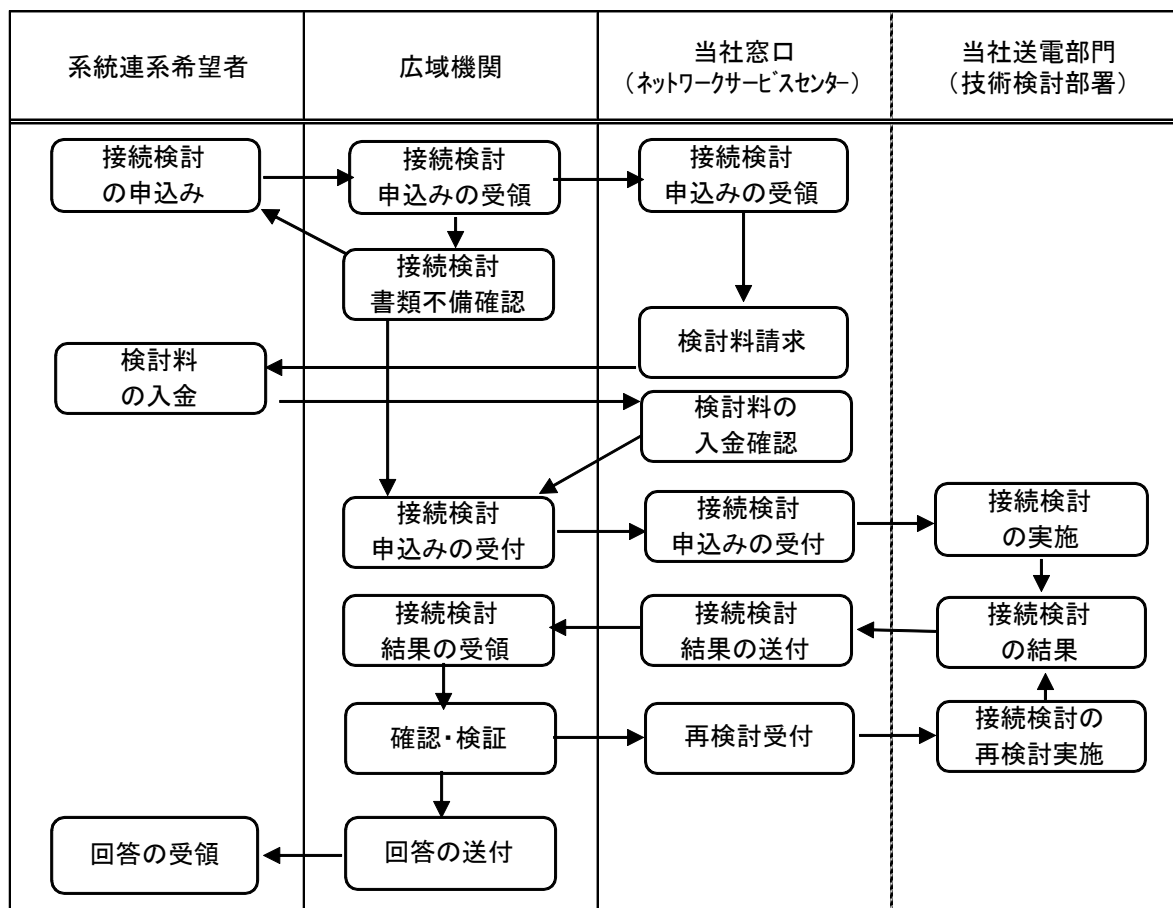 系統連系希望者
広域機関
当社窓口
（ネットワークサービスセンター）
当社送電部門
（技術検討部署）
接続検討
の申込み
接続検討
申込みの受領
接続検討
申込みの受領
接続検討
書類不備確認
検討料請求
検討料
の入金
検討料の
入金確認
接続検討
申込みの受付
接続検討
申込みの受付
接続検討
の実施
接続検討
結果の受領
接続検討
結果の送付
接続検討
の結果
確認・検証
再検討受付
接続検討の
再検討実施
回答の受領
回答の送付